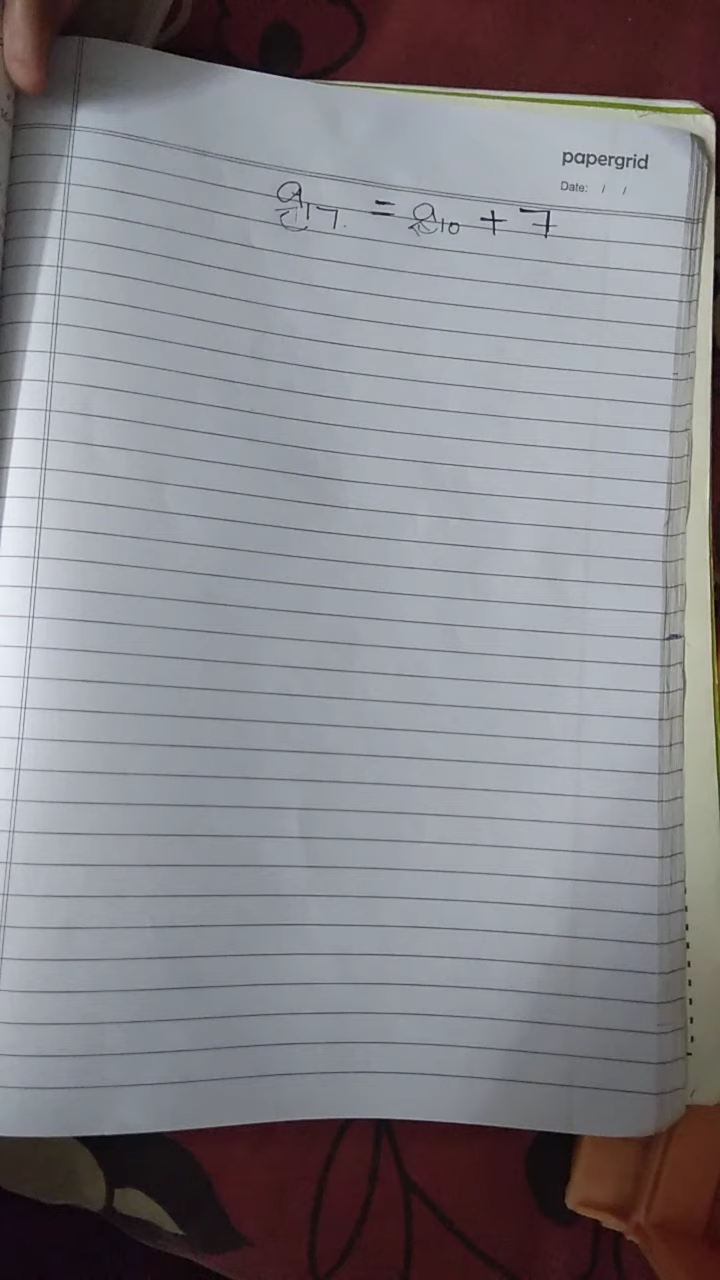 papergrid
Date: / /
a17. = a10 + 7